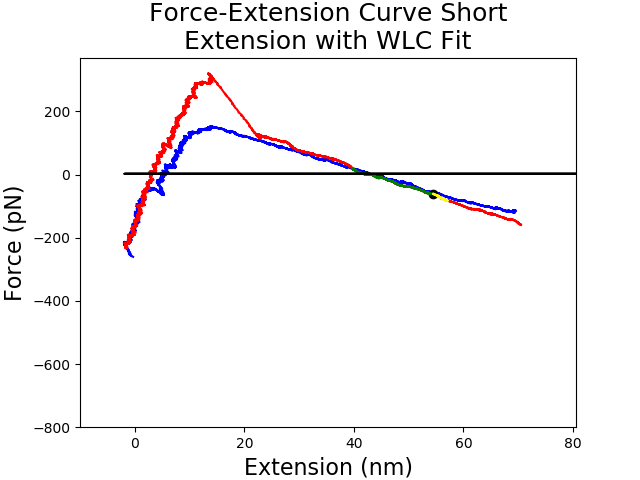 Force-Extension Curve Short
Extension with WLC Fit
Force (pN)
200
0
−200
−400
−600
−800
0 20 40 60 80
Extension (nm)